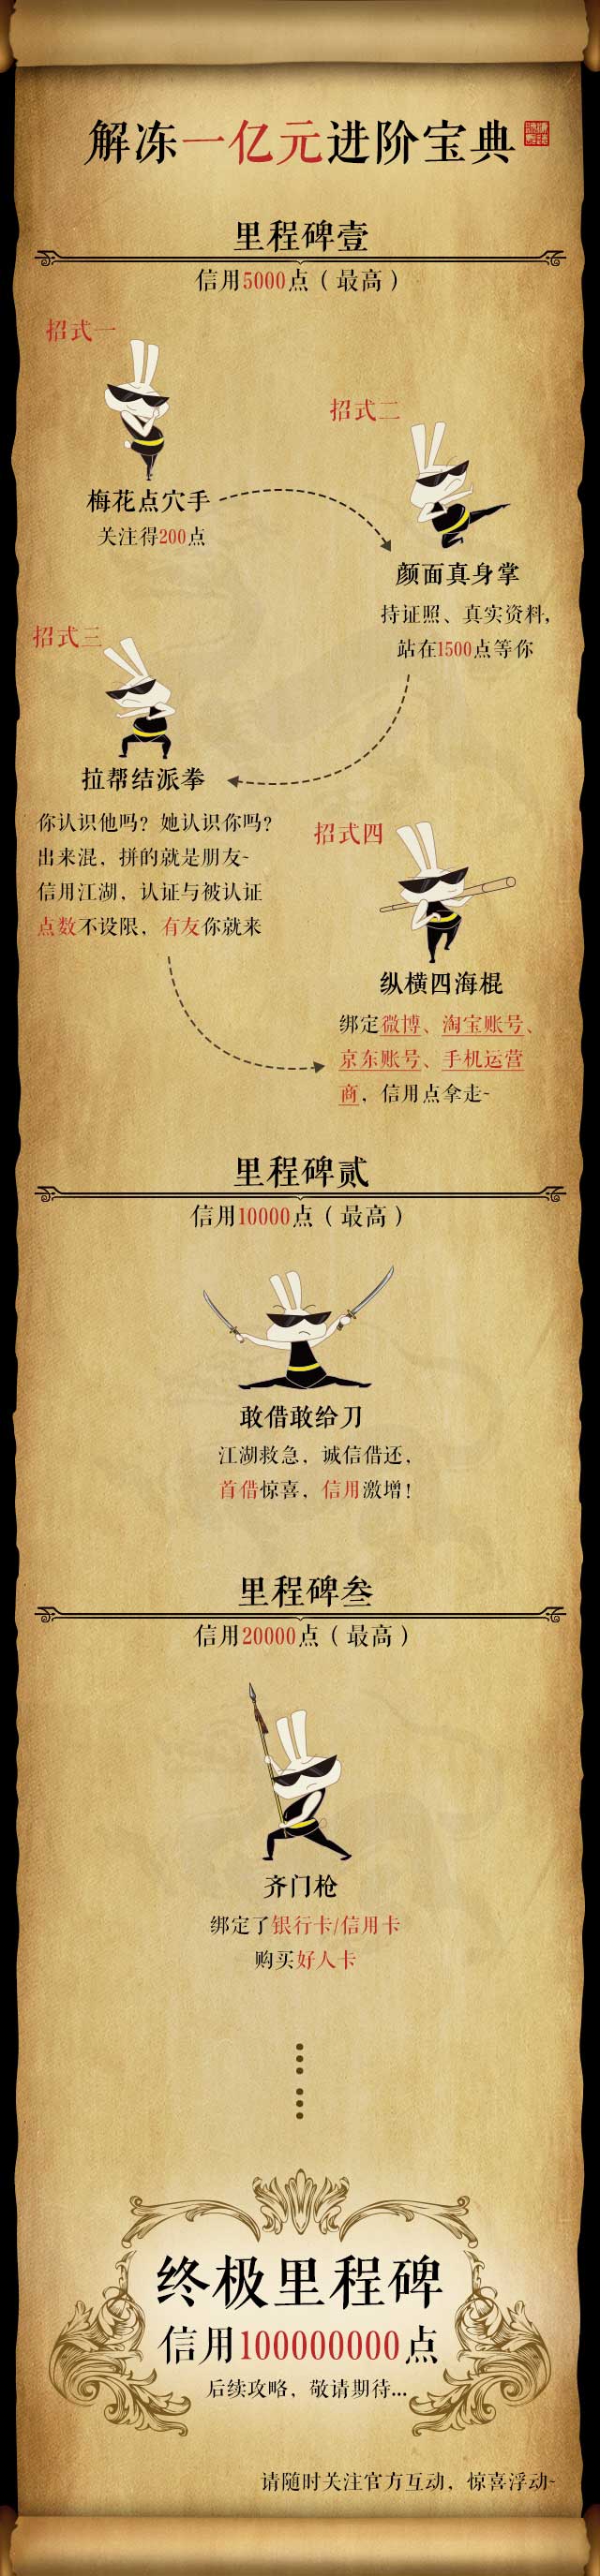 解冻一亿元进阶宝典
里程碑壹
信用5000点（最高）
招式一
梅花点穴手
关注得200点
招式二
颜面真身掌
持证照、真实资料，
站在1500点等你
招式三
拉帮结派拳
你认识他吗？她认识你吗？
出来混，拼的就是朋友~
信用江湖，认证与被认证
点数不设限，有友你就来
招式四
纵横四海棍
绑定微博、淘宝账号、
京东账号、手机运营
商，信用点拿走~
里程碑贰
信用10000点（最高）
敢借敢给刀
江湖救急，诚信借还，
首借惊喜，信用激增！
里程碑叁
信用20000点（最高）
齐门枪
绑定了银行卡/信用卡
购买好人卡
终极里程碑
信用100000000点
后续攻略，敬请期待...
请随时关注官方互动，惊喜浮动~